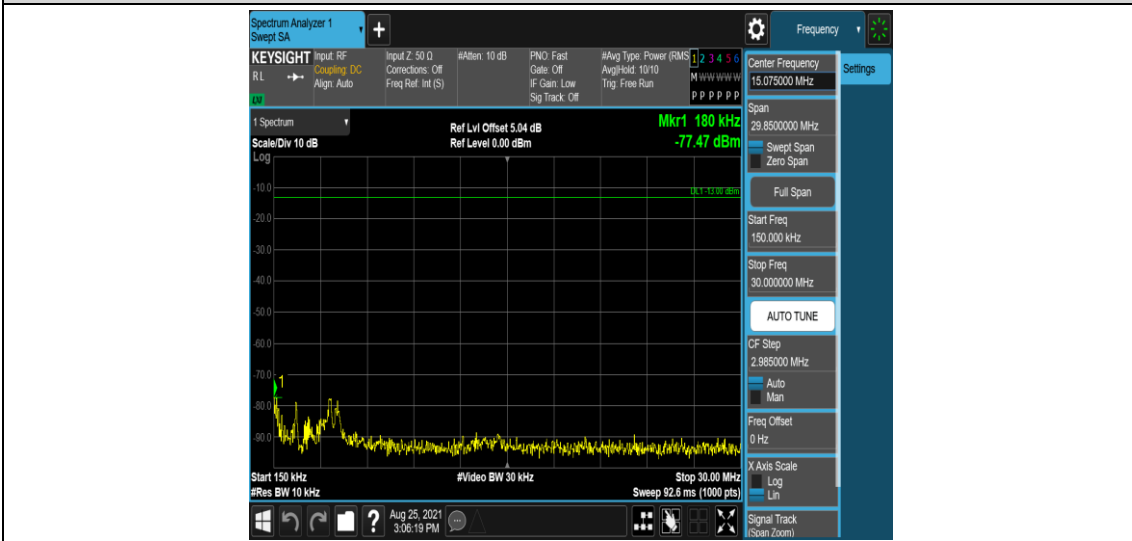 Spectrum Analyzer 1
Swept SA
+
Frequency
KEYSIGHT
RL
LXI
Input: RF
Coupling: DC
Align: Auto
Input Z: 50 Ω
Corrections: Off
Freq Ref: Int (S)
#Atten: 10 dB
PNO: Fast
Gate: Off
IF Gain: Low
Sig Track: Off
#Avg Type: Power (RMS
Avg|Hold: 10/10
Trig: Free Run
1 2 3 4 5 6
M W W W W W
P P P P P P
1 Spectrum
Scale/Div 10 dB
Log
Ref Lvl Offset 5.04 dB
Ref Level 0.00 dBm
Mkr1 180 kHz
-77.47 dBm
DL1 -13.00 dBm
-10.0
-20.0
-30.0
-40.0
-50.0
-60.0
-70.0
-80.0
-90.0
1
Start 150 kHz
#Res BW 10 kHz
#Video BW 30 kHz
Stop 30.00 MHz
Sweep 92.6 ms (1000 pts)
Center Frequency
15.075000 MHz
Settings
Span
29.8500000 MHz
Swept Span
Zero Span
Full Span
Start Freq
150.000 kHz
Stop Freq
30.000000 MHz
AUTO TUNE
CF Step
2.985000 MHz
Auto
Man
Freq Offset
0 Hz
X Axis Scale
Log
Lin
Signal Track
(Span Zoom)
?
Aug 25, 2021
3:06:19 PM